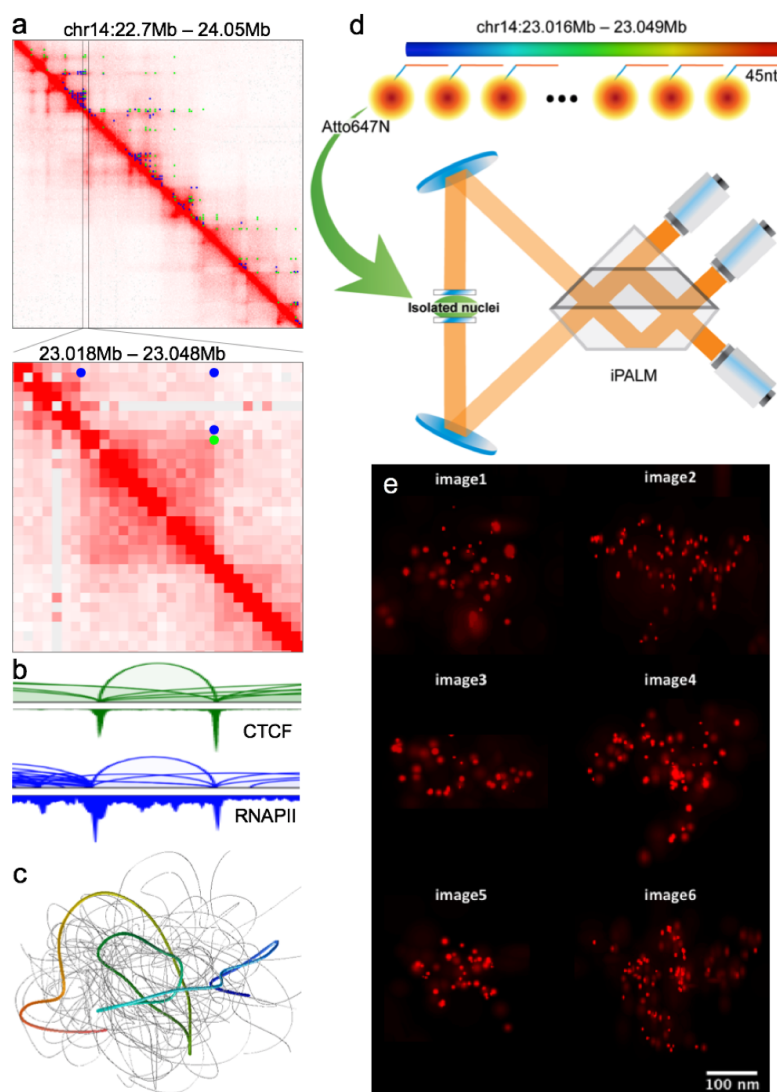 a
chr14:22.7Mb – 24.05Mb
23.018Mb – 23.048Mb
b
CTCF
RNAPII
c
d
chr14:23.016Mb – 23.049Mb
45nt
Atto647N
Isolated nuclei
iPALM
e
image1
image2
image3
image4
image5
image6
100 nm